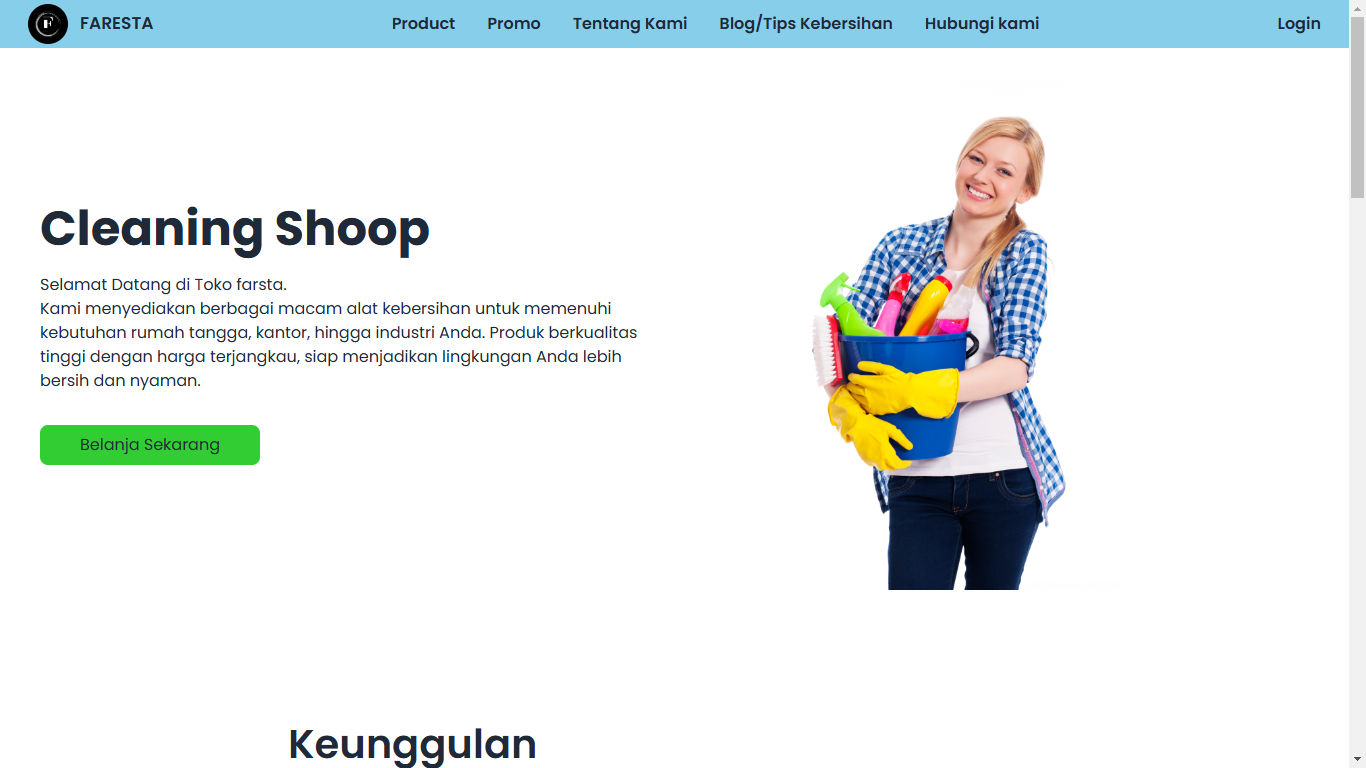 F
FARESTA
Product
Promo
Tentang Kami
Blog/Tips Kebersihan
Hubungi kami
Login
Cleaning Shoop
Selamat Datang di Toko farsta.
Kami menyediakan berbagai macam alat kebersihan untuk memenuhi
kebutuhan rumah tangga, kantor, hingga industri Anda. Produk berkualitas
tinggi dengan harga terjangkau, siap menjadikan lingkungan Anda lebih
bersih dan nyaman.
Belanja Sekarang
Keunggulan